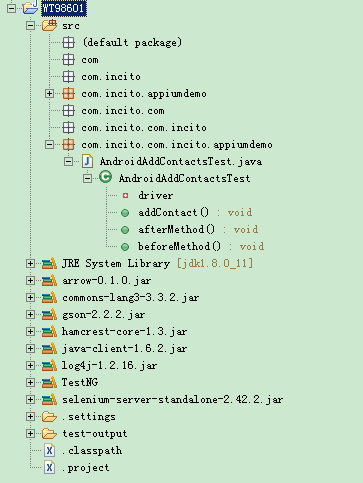 WT98601
src
(default package)
com
com.incito
com.incito.appiumdemo
com.incito.com
com.incito.com.incito
com.incito.com.incito.appiumdemo
AndroidAddContactsTest.java
AndroidAddContactsTest
driver
addContact() : void
afterMethod() : void
beforeMethod() : void
JRE System Library [jdk1.8.0_11]
arrow-0.1.0.jar
commons-lang3-3.3.2.jar
gson-2.2.2.jar
hamcrest-core-1.3.jar
java-client-1.6.2.jar
log4j-1.2.16.jar
TestNG
selenium-server-standalone-2.42.2.jar
.settings
test-output
.classpath
.project